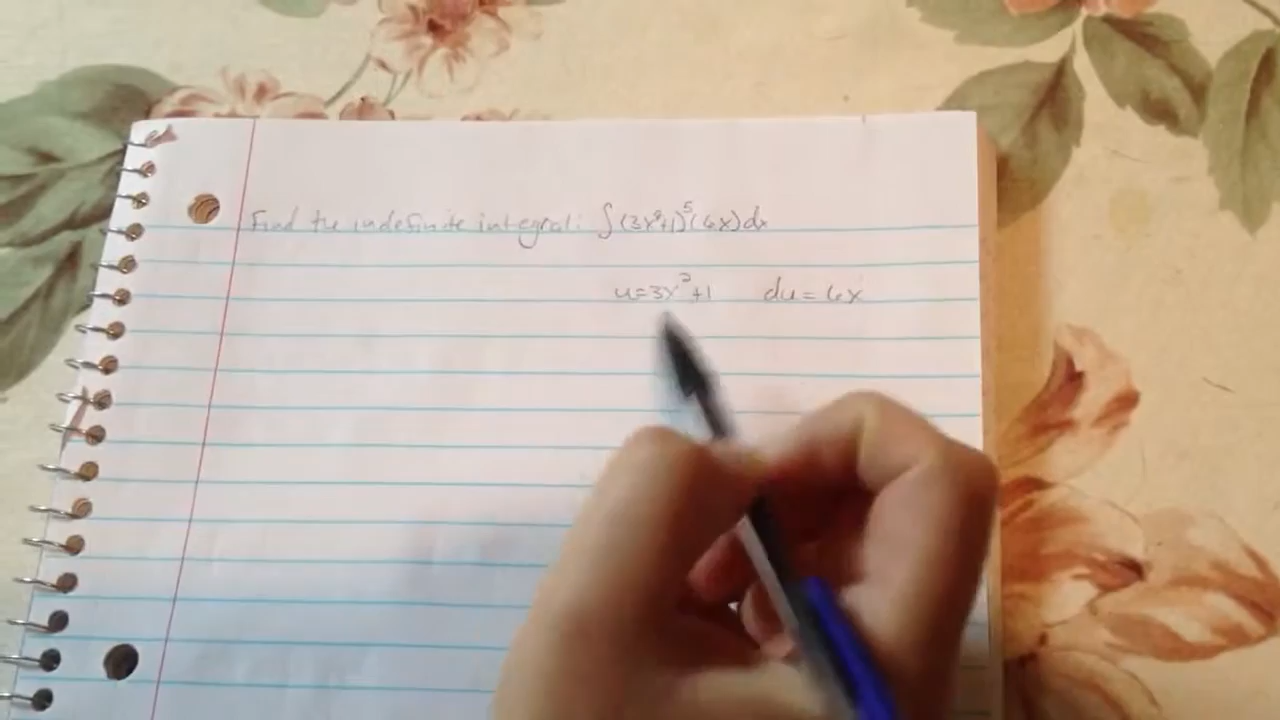 Find the indefinite integral: ∫(3x²+1)⁵(6x)dx
u=3x²+1 du=6x